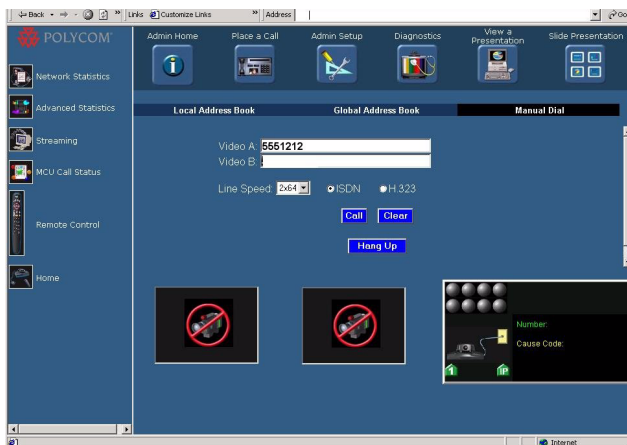 Back Links Customize Links Address Go
POLYCOM
Admin Home Place a Call Admin Setup Diagnostics View a Presentation Slide Presentation
Network Statistics
Advanced Statistics
Local Address Book Global Address Book Manual Dial
Streaming
Video A: 5551212
Video B:
MCU Call Status
Line Speed: 2x64 ISDN H.323
Call Clear
Remote Control
Hang Up
Home
Number:
Cause Code:
1 IP
Internet